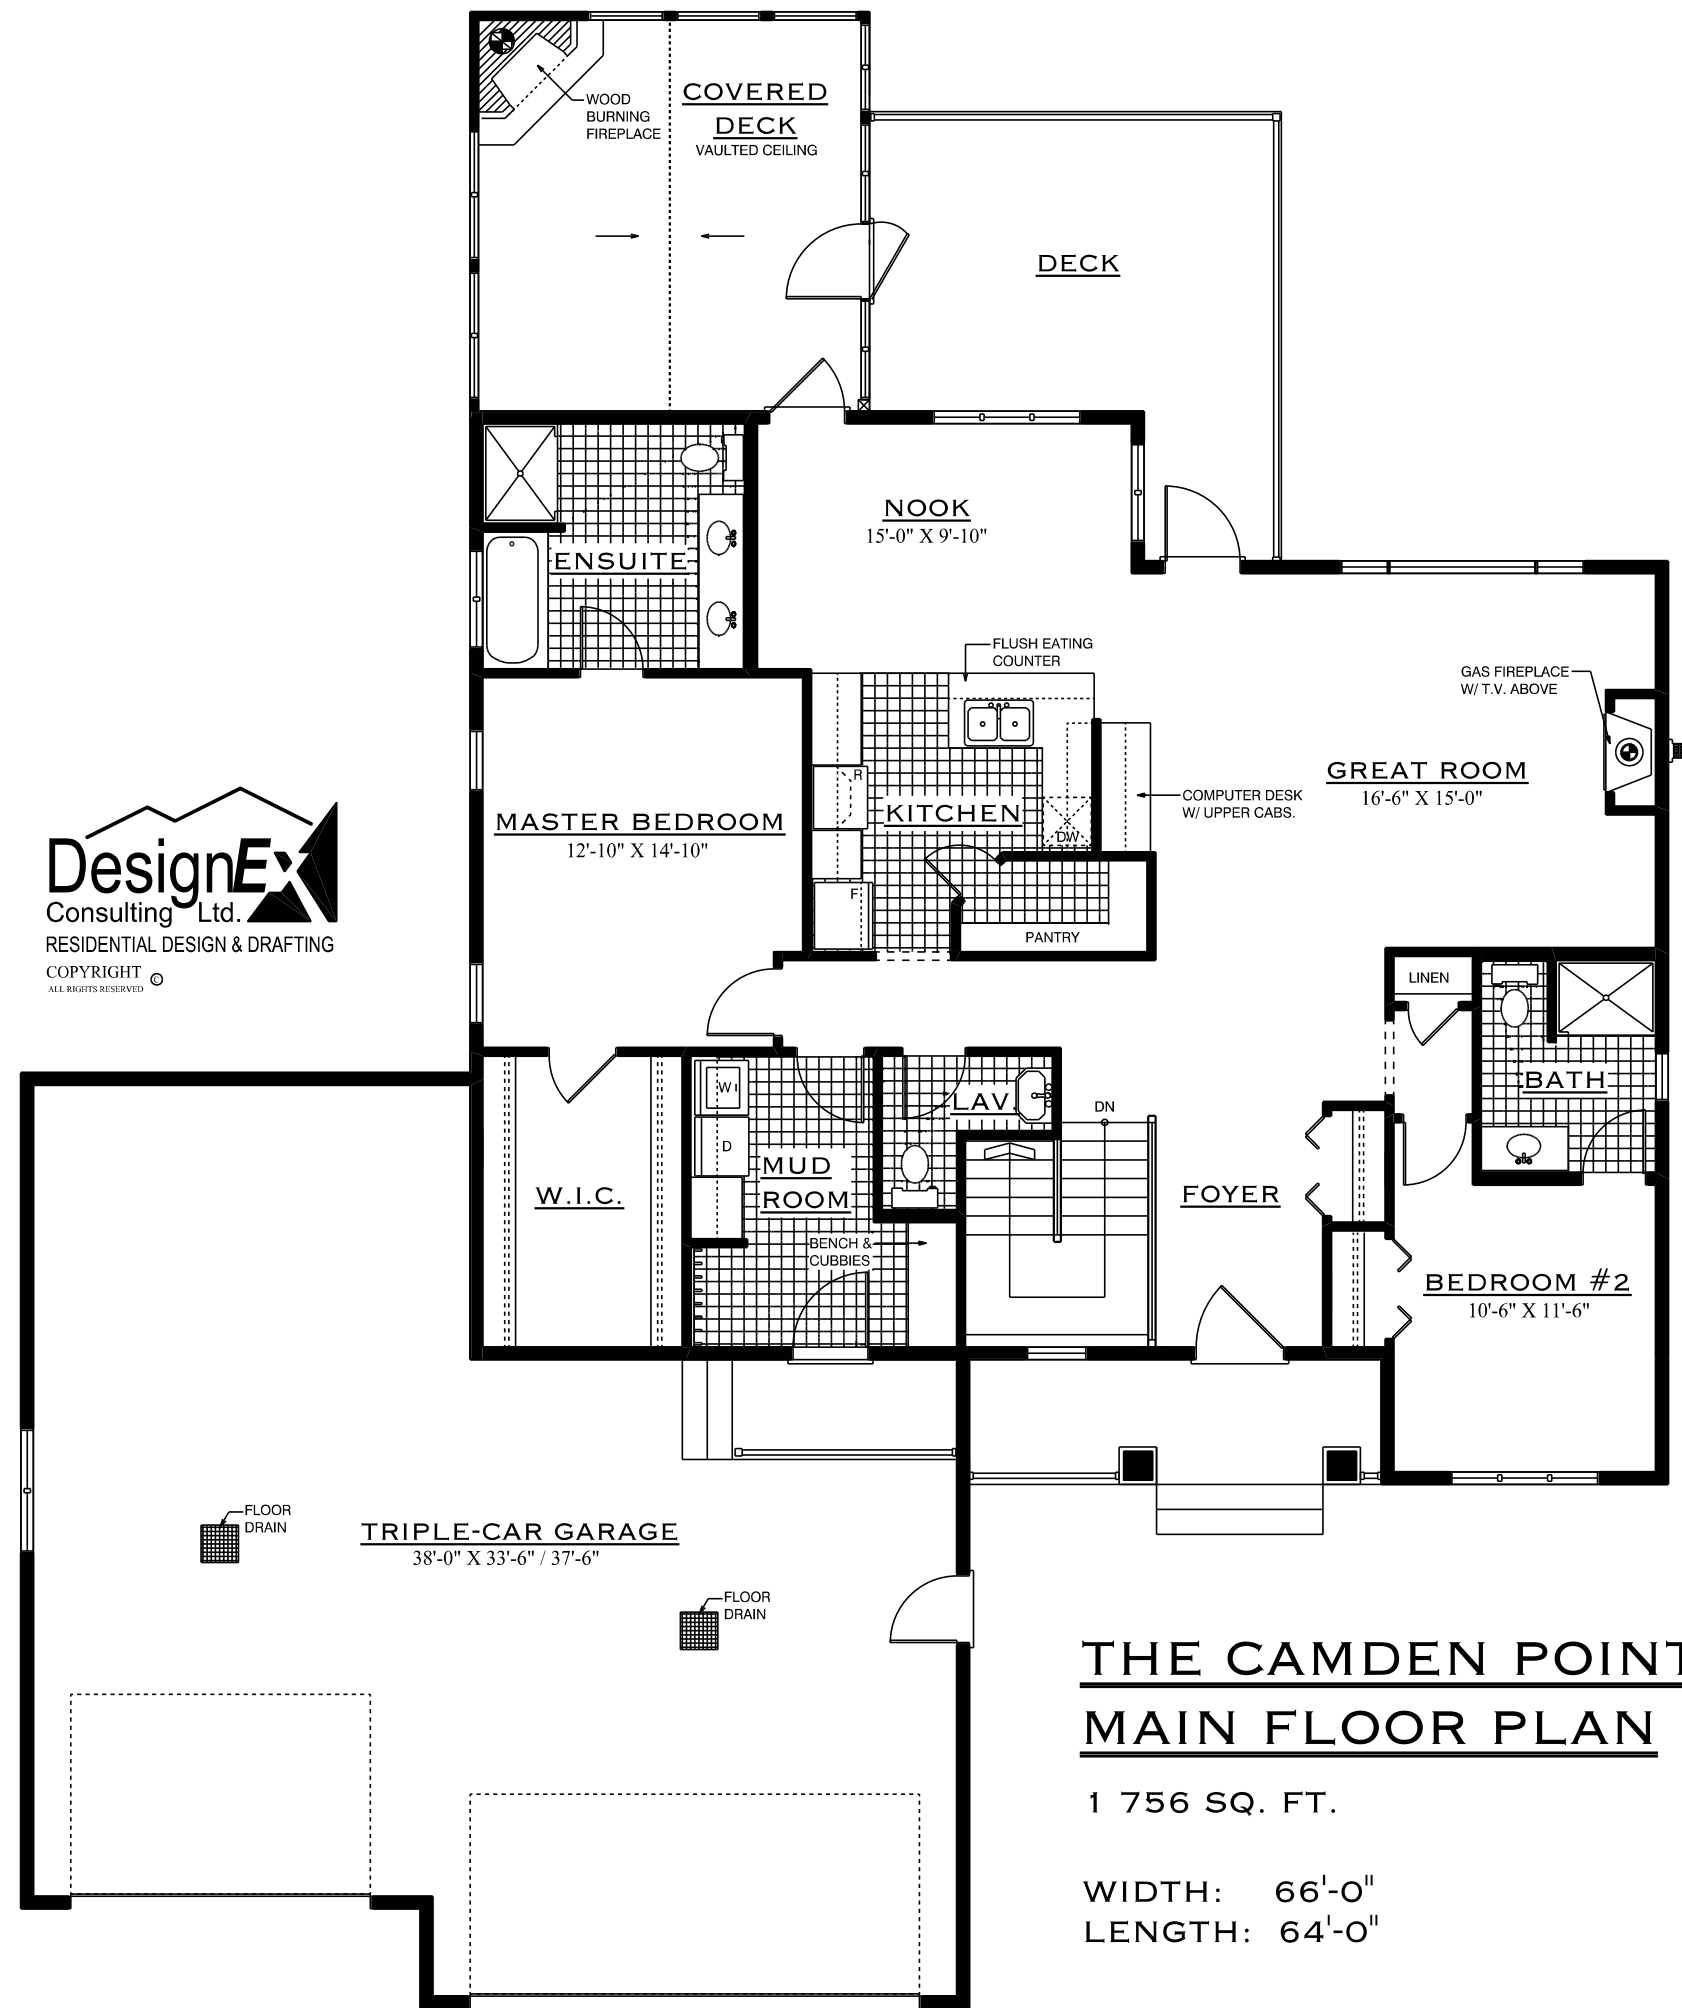 WOOD
BURNING
FIREPLACE
COVERED
DECK
VAULTED CEILING
DECK
NOOK
15'-0" X 9'-10"
ENSUITE
FLUSH EATING
COUNTER
GAS FIREPLACE
W/ T.V. ABOVE
GREAT ROOM
16'-6" X 15'-0"
R
KITCHEN
COMPUTER DESK
W/ UPPER CABS.
DW
MASTER BEDROOM
12'-10" X 14'-10"
F
PANTRY
DesignEX
Consulting Ltd.
RESIDENTIAL DESIGN & DRAFTING
COPYRIGHT ©
ALL RIGHTS RESERVED
LINEN
BATH
W
D
LAV.
DN
MUD
ROOM
W.I.C.
FOYER
BENCH &
CUBBIES
BEDROOM #2
10'-6" X 11'-6"
FLOOR
DRAIN
TRIPLE-CAR GARAGE
38'-0" X 33'-6" / 37'-6"
FLOOR
DRAIN
THE CAMDEN POINT
MAIN FLOOR PLAN
1 756 SQ. FT.
WIDTH: 66'-0"
LENGTH: 64'-0"